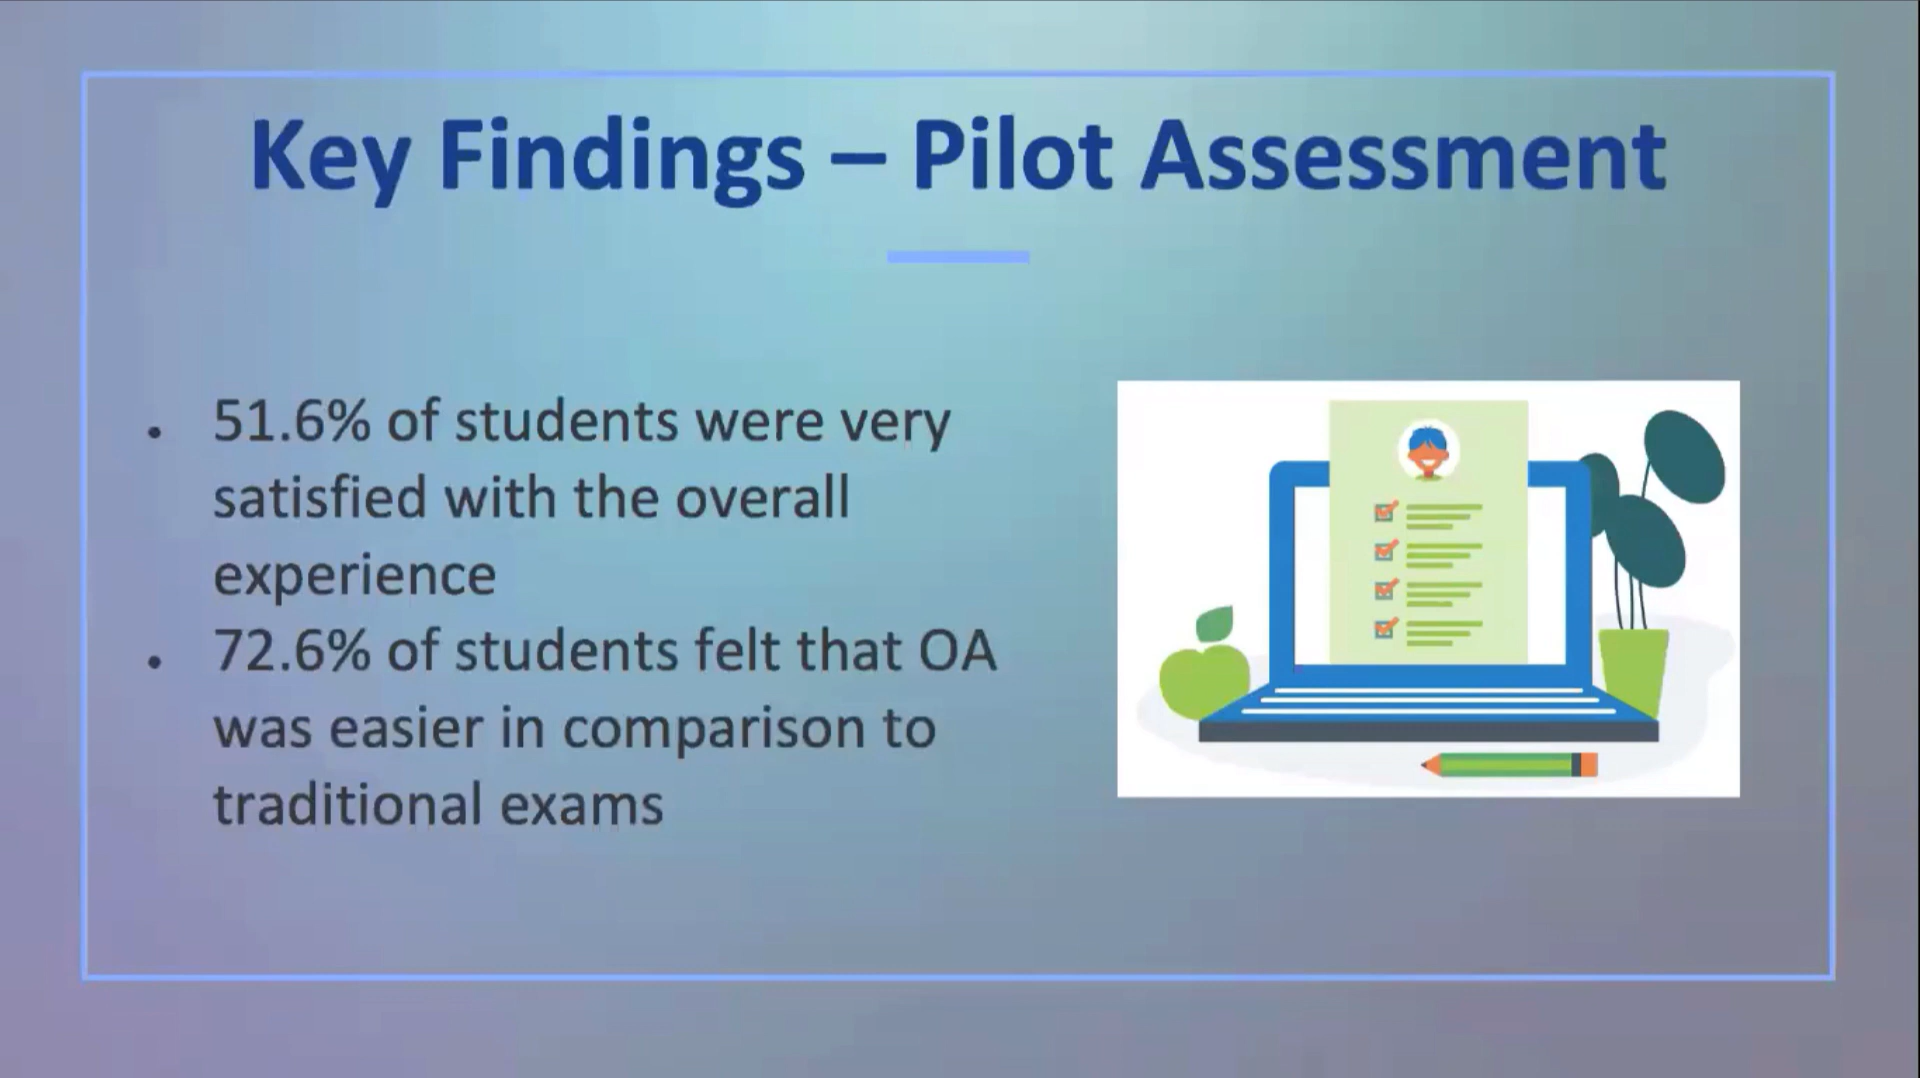 Key Findings – Pilot Assessment
• 51.6% of students were very
satisfied with the overall
experience
• 72.6% of students felt that OA
was easier in comparison to
traditional exams